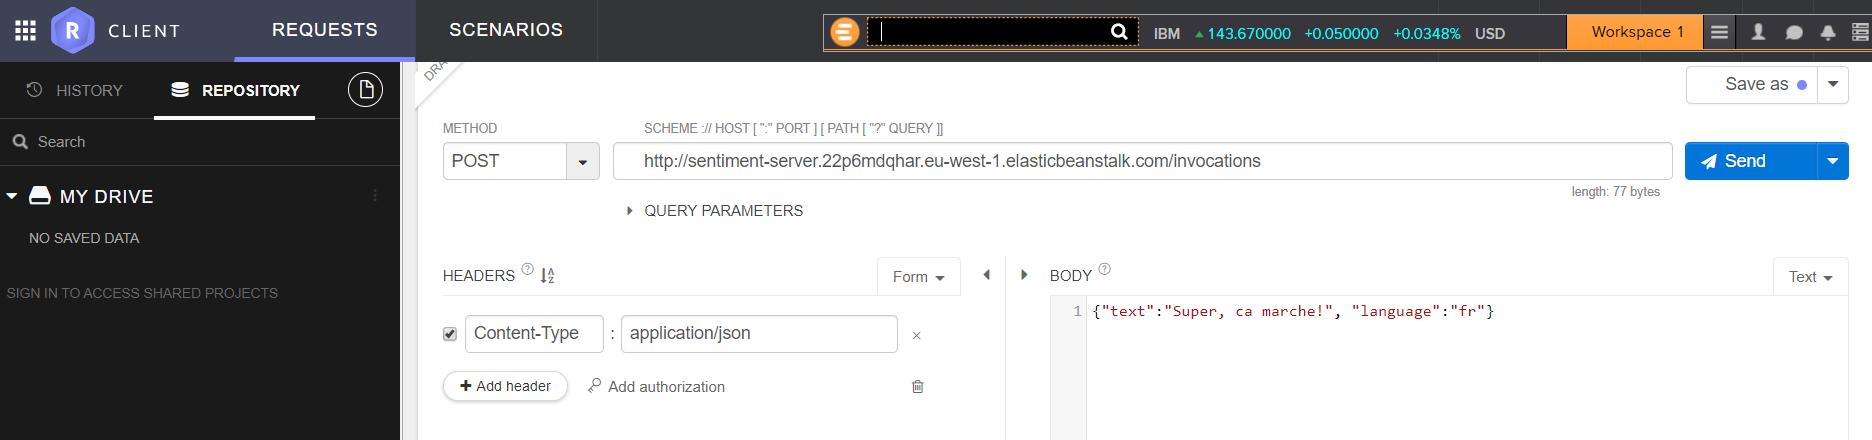 R CLIENT REQUESTS SCENARIOS IBM 143.670000 +0.050000 +0.0348% USD Workspace 1
HISTORY REPOSITORY
Save as
Search
METHOD SCHEME :// HOST [ ":" PORT ] [ PATH [ "?" QUERY ]]
POST http://sentiment-server.22p6mdqhar.eu-west-1.elasticbeanstalk.com/invocations Send
length: 77 bytes
MY DRIVE
QUERY PARAMETERS
NO SAVED DATA
HEADERS ? A Z Form BODY ? Text
SIGN IN TO ACCESS SHARED PROJECTS
1 {"text":"Super, ca marche!", "language":"fr"}
Content-Type : application/json ×
+ Add header Add authorization